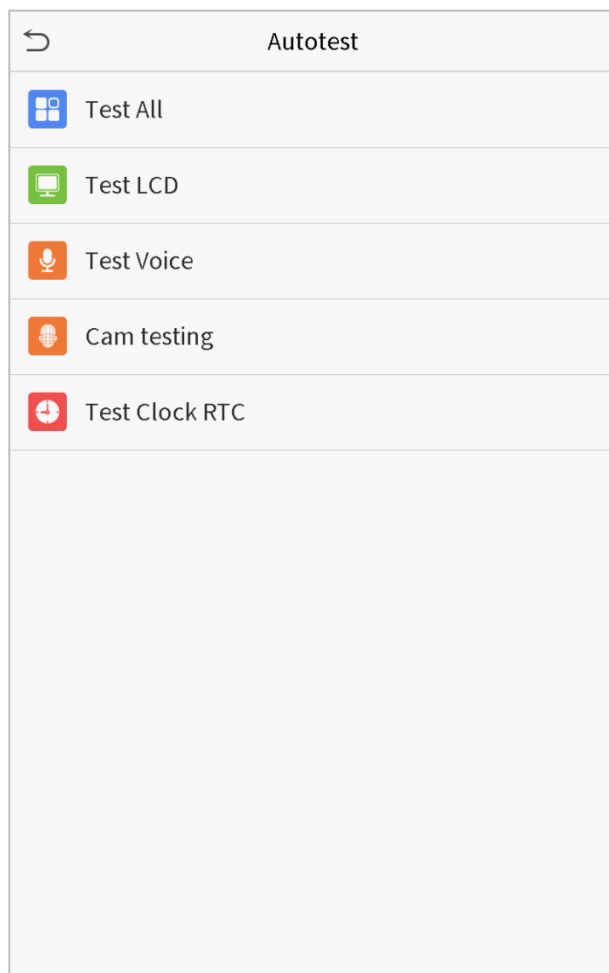 Autotest
Test All
Test LCD
Test Voice
Cam testing
Test Clock RTC